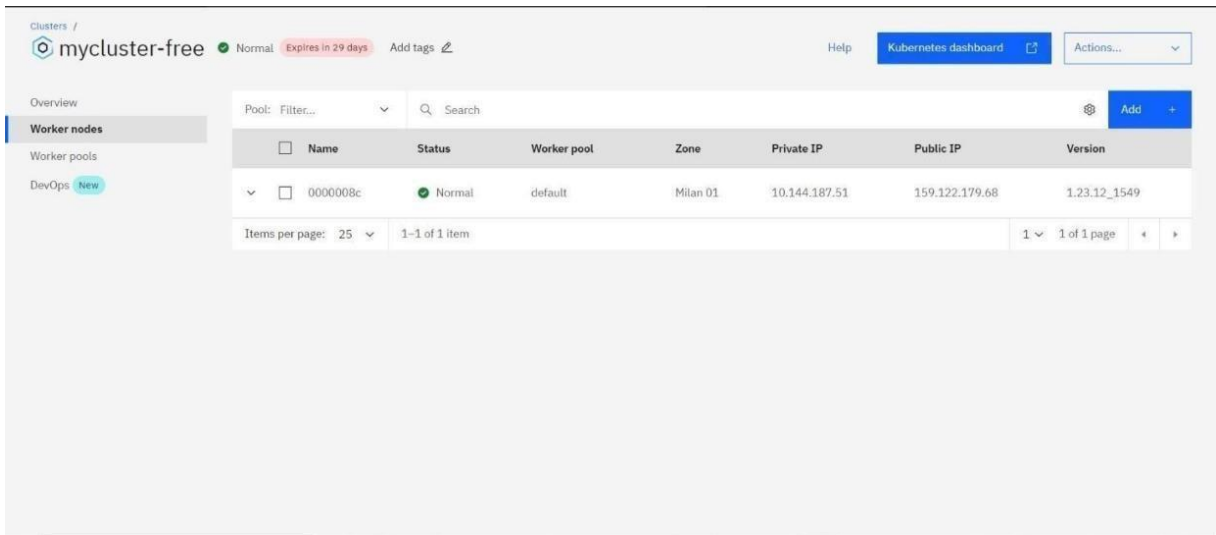 Clusters /
mycluster-free Normal Expires in 29 days Add tags Help Kubernetes dashboard Actions...
Overview
Worker nodes
Worker pools
DevOps New
Pool: Filter... Search Add +
Name Status Worker pool Zone Private IP Public IP Version
0000008c Normal default Milan 01 10.144.187.51 159.122.179.68 1.23.12_1549
Items per page: 25 1–1 of 1 item 1 1 of 1 page